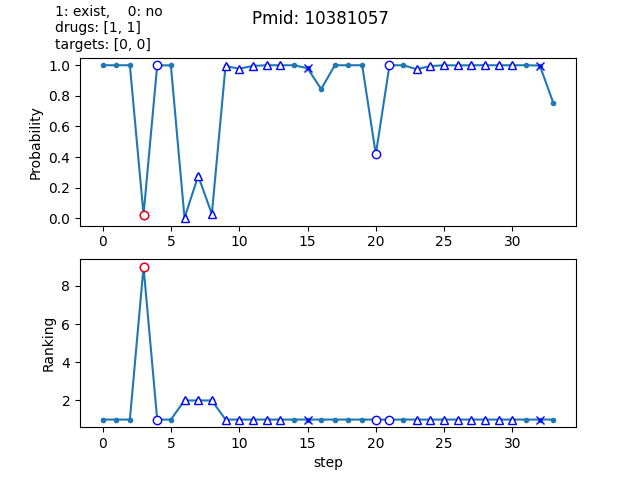 1: exist,    0: no
drugs: [1, 1]
targets: [0, 0]
Pmid: 10381057
1.0
0.8
0.6
0.4
0.2
0.0
Probability
0 5 10 15 20 25 30
8
6
4
2
Ranking
0 5 10 15 20 25 30
step